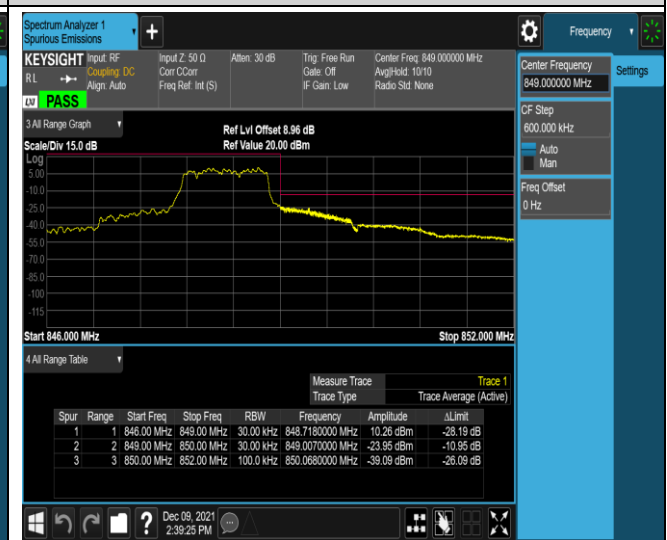 Spectrum Analyzer 1
Spurious Emissions
+
Frequency
Settings
KEYSIGHT
RL
LXI
PASS
Input: RF
Coupling: DC
Align: Auto
Input Z: 50 Ω
Corr CCorr
Freq Ref: Int (S)
Atten: 30 dB
Trig: Free Run
Gate: Off
IF Gain: Low
Center Freq: 849.000000 MHz
Avg|Hold: 10/10
Radio Std: None
Center Frequency
849.000000 MHz
CF Step
600.000 kHz
Auto
Man
Freq Offset
0 Hz
3 All Range Graph
Scale/Div 15.0 dB
Ref Lvl Offset 8.96 dB
Ref Value 20.00 dBm
Log
5.00
-10.0
-25.0
-40.0
-55.0
-70.0
-85.0
-100
-115
Start 846.000 MHz
Stop 852.000 MHz
4 All Range Table
Measure Trace Trace 1
Trace Type Trace Average (Active)
Spur Range Start Freq Stop Freq RBW Frequency Amplitude ΔLimit
1 1 846.00 MHz 849.00 MHz 30.00 kHz 848.7180000 MHz 10.26 dBm -28.19 dB
2 2 849.00 MHz 850.00 MHz 30.00 kHz 849.0070000 MHz -23.95 dBm -10.95 dB
3 3 850.00 MHz 852.00 MHz 100.0 kHz 850.0680000 MHz -39.09 dBm -26.09 dB
?
Dec 09, 2021
2:39:25 PM